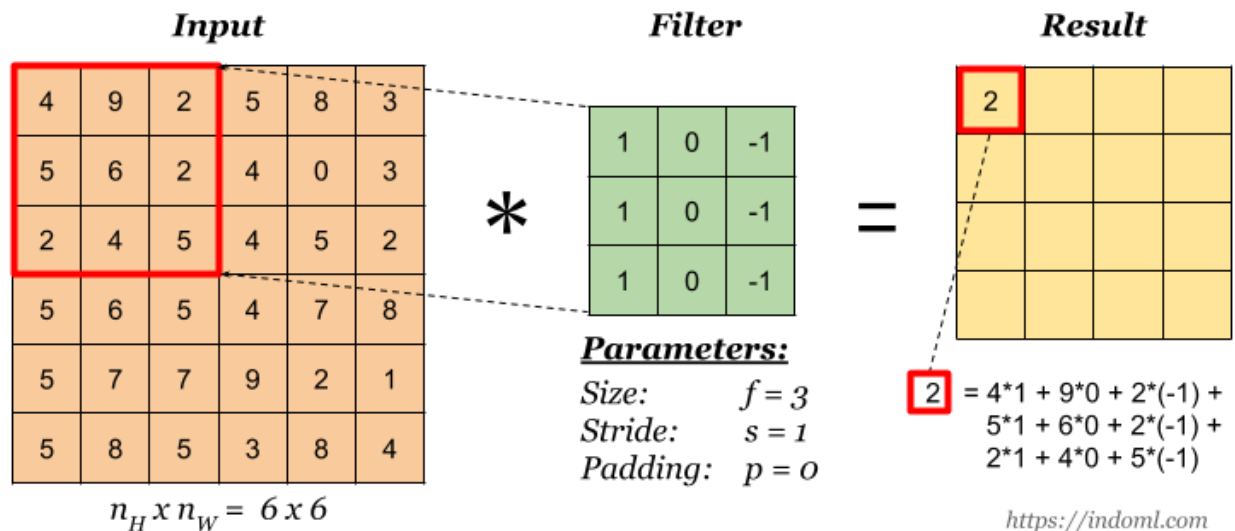 Input
Filter
Result
4 9 2 5 8 3
5 6 2 4 0 3
2 4 5 4 5 2
5 6 5 4 7 8
5 7 7 9 2 1
5 8 5 3 8 4
n_H x n_W = 6 x 6
*
1 0 -1
1 0 -1
1 0 -1
Parameters:
Size: f = 3
Stride: s = 1
Padding: p = 0
=
2
2 = 4*1 + 9*0 + 2*(-1) +
5*1 + 6*0 + 2*(-1) +
2*1 + 4*0 + 5*(-1)
https://indoml.com